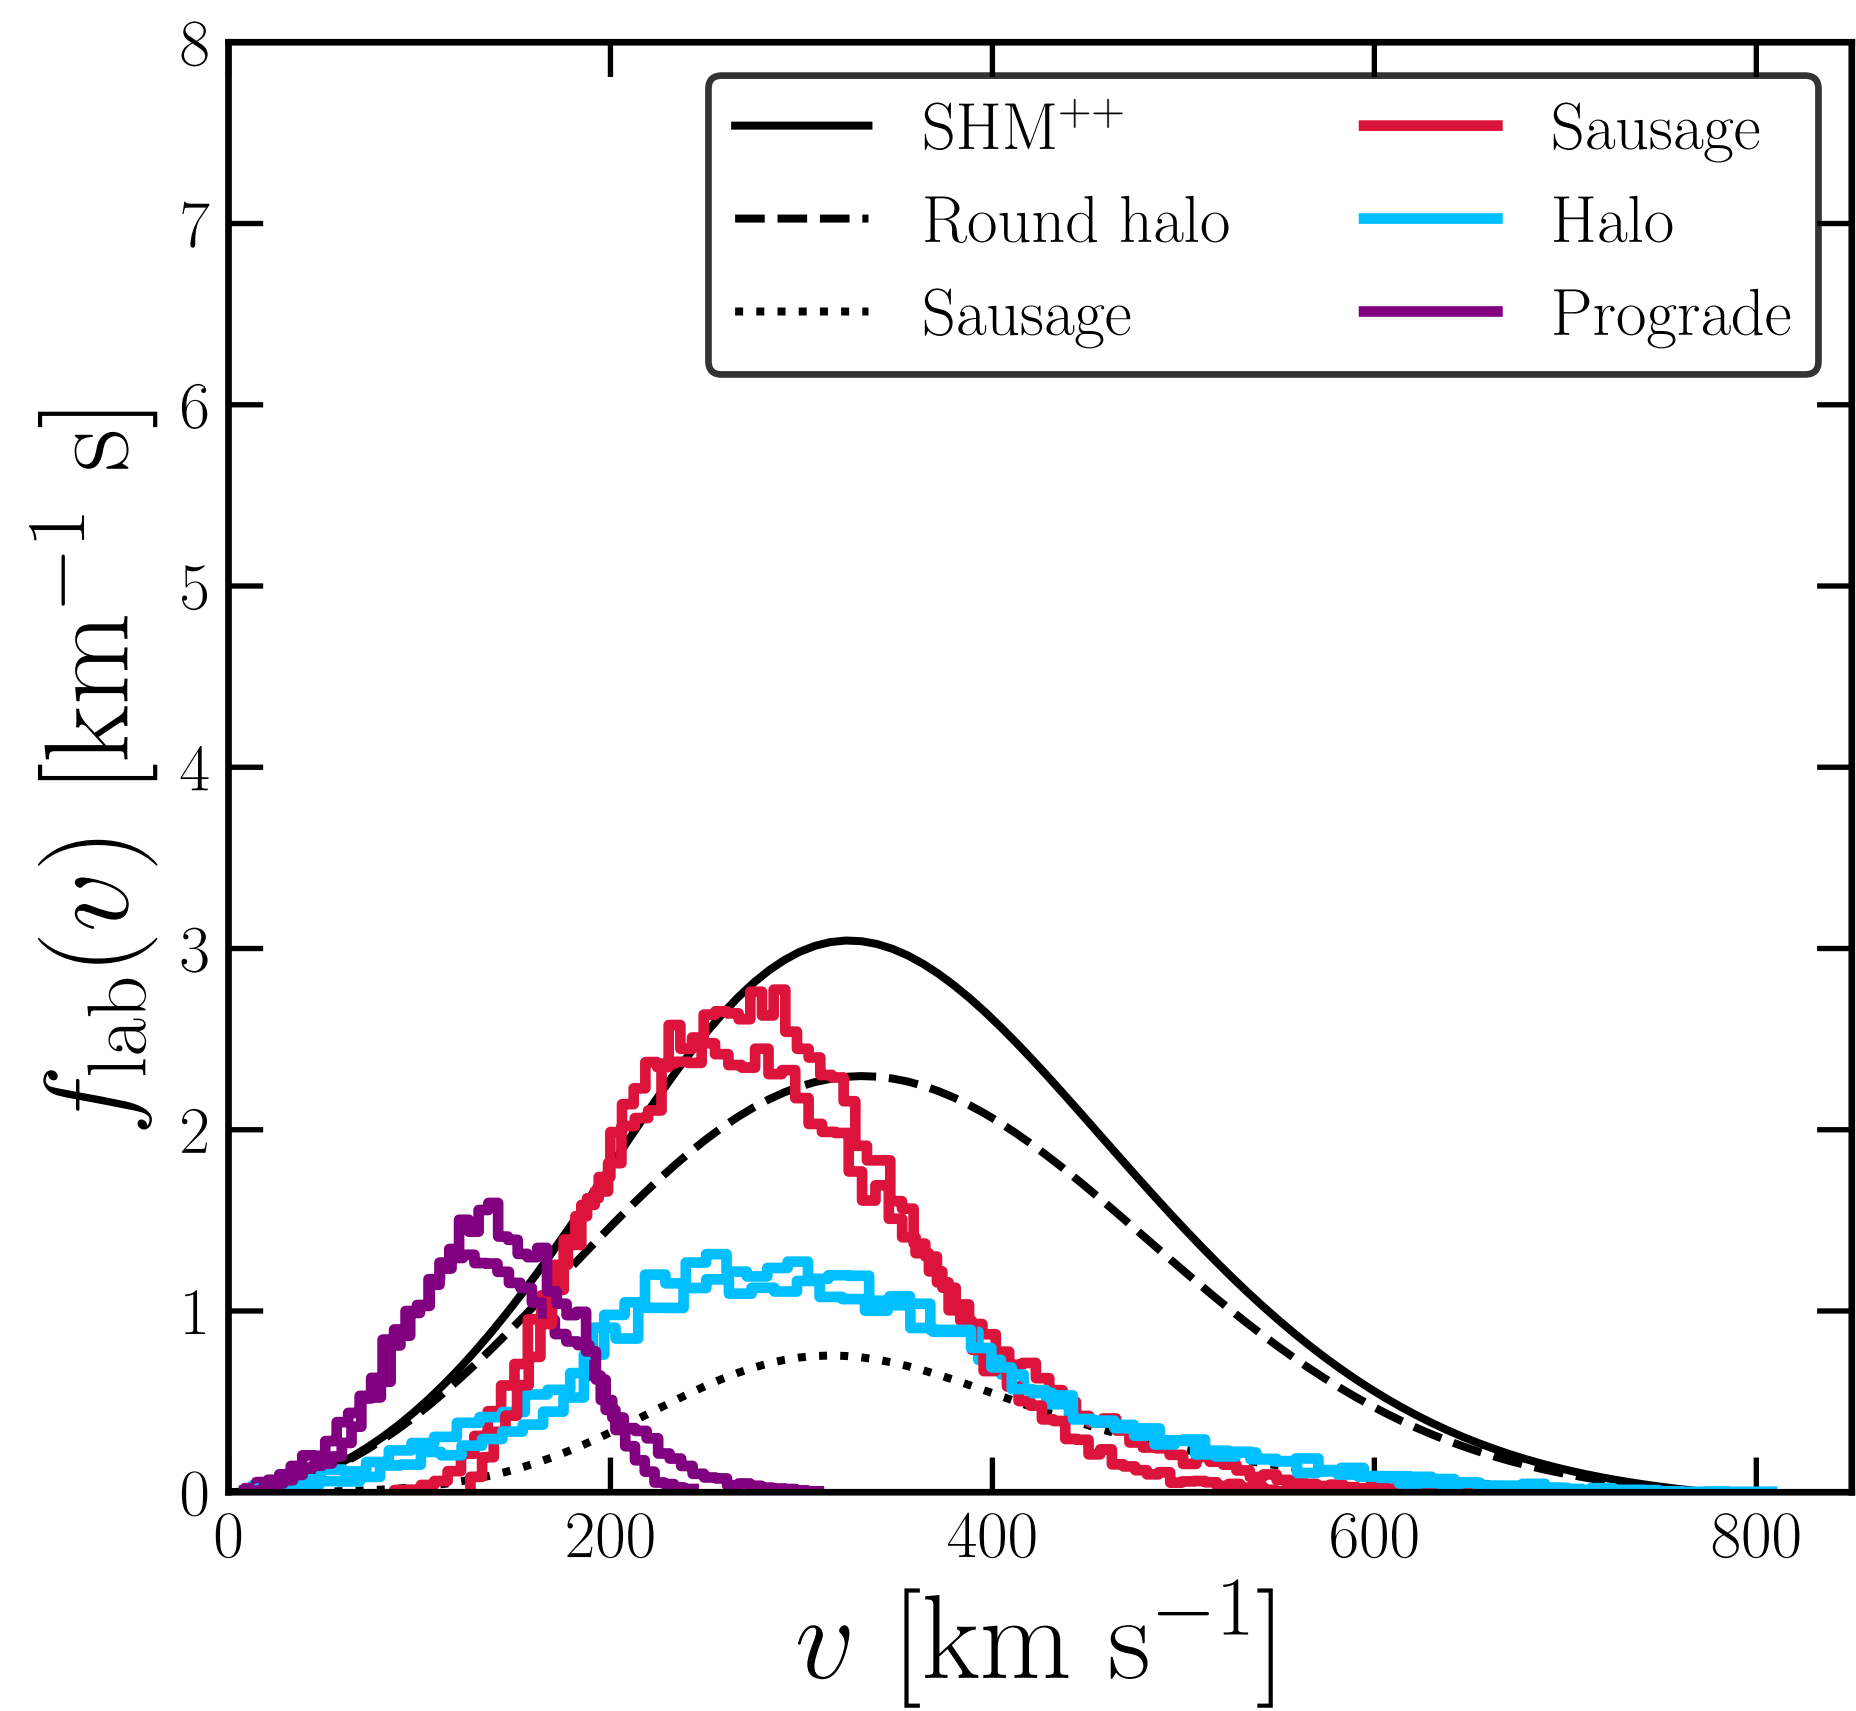 8
7
6
5
4
3
2
1
0
f_lab(v) [km⁻¹ s]
SHM⁺⁺
Round halo
Sausage
Sausage
Halo
Prograde
0 200 400 600 800
v [km s⁻¹]